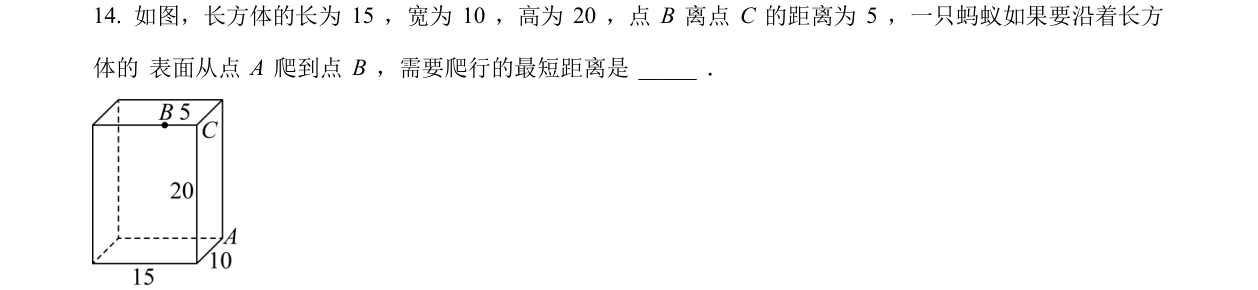 14. 如图，长方体的长为 15 ，宽为 10 ，高为 20 ，点 B 离点 C 的距离为 5 ，一只蚂蚁如果要沿着长方
体的 表面从点 A 爬到点 B ，需要爬行的最短距离是 _____ ．
B 5
C
20
A
10
15